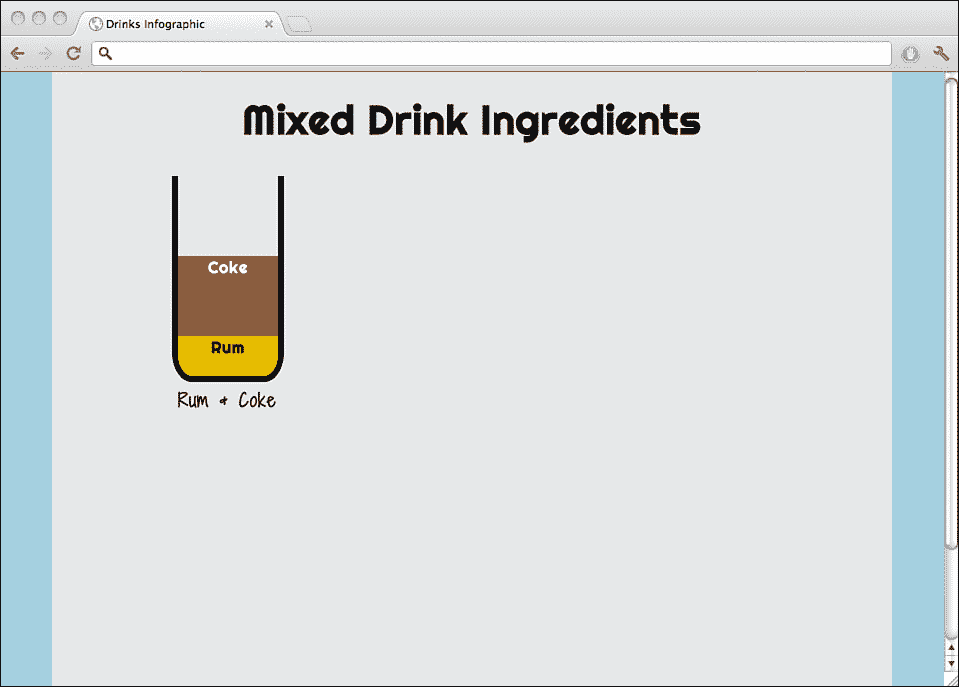 Drinks Infographic
Mixed Drink Ingredients
Coke
Rum
Rum & Coke